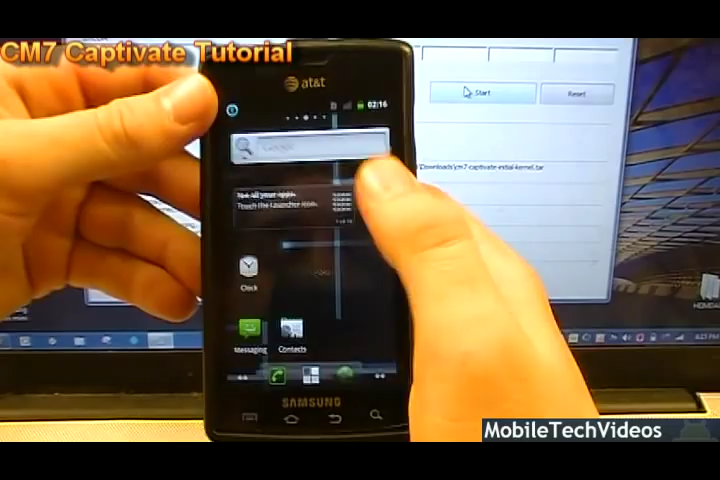 CM7 Captivate Tutorial
at&t
02:16
Google
Touch the Launcher icon.
Clock
Messaging
Contacts
SAMSUNG
Start
Reset
Downloads\cm7-captivate-initial-kernel.tar
MobileTechVideos